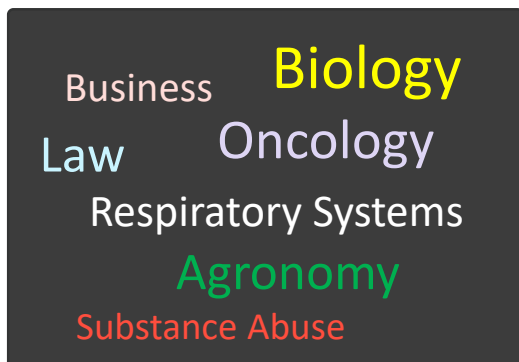 Biology
Business
Oncology
Law
Respiratory Systems
Agronomy
Substance Abuse